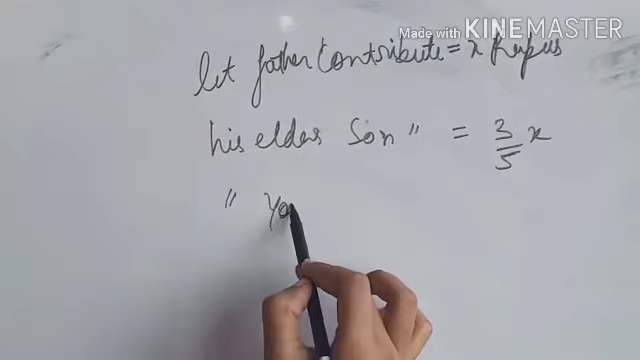 Made with KINEMASTER
let father Contribute = x Rupees
his elder Son " = 3/5 x
" Yo